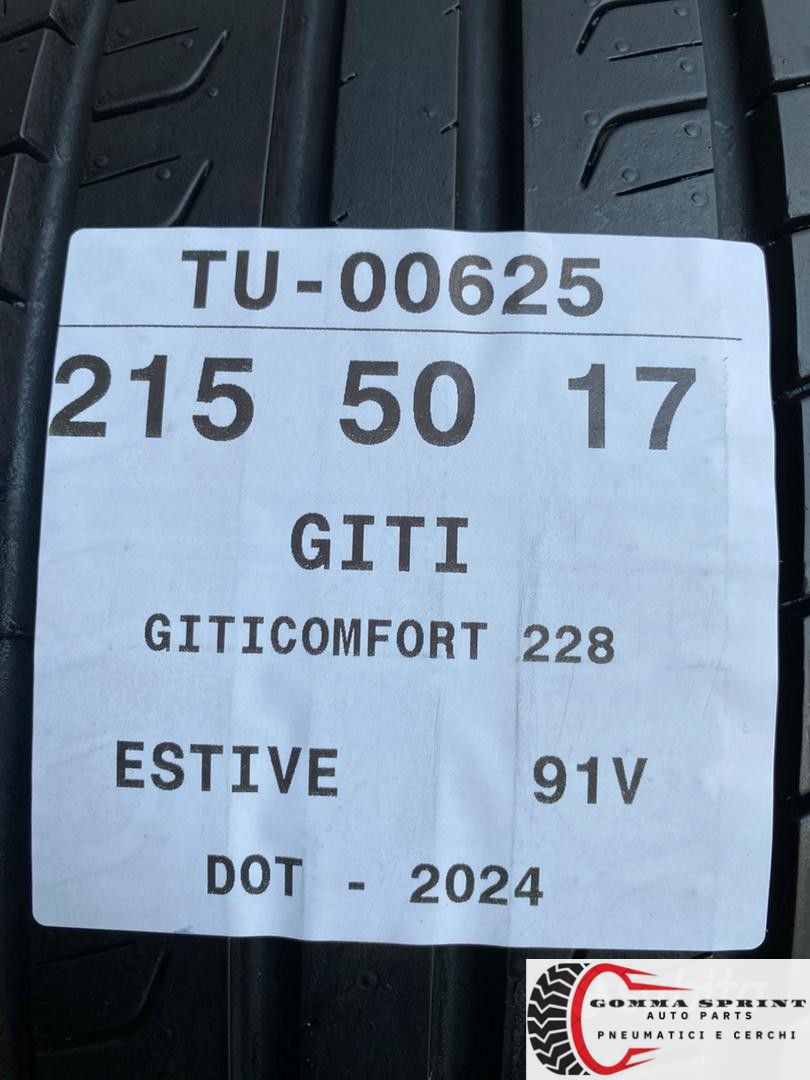 TU-00625
215 50 17
GITI
GITICOMFORT 228
ESTIVE 91V
DOT - 2024
GOMMA SPRINT
AUTO PARTS
PNEUMATICI E CERCHI